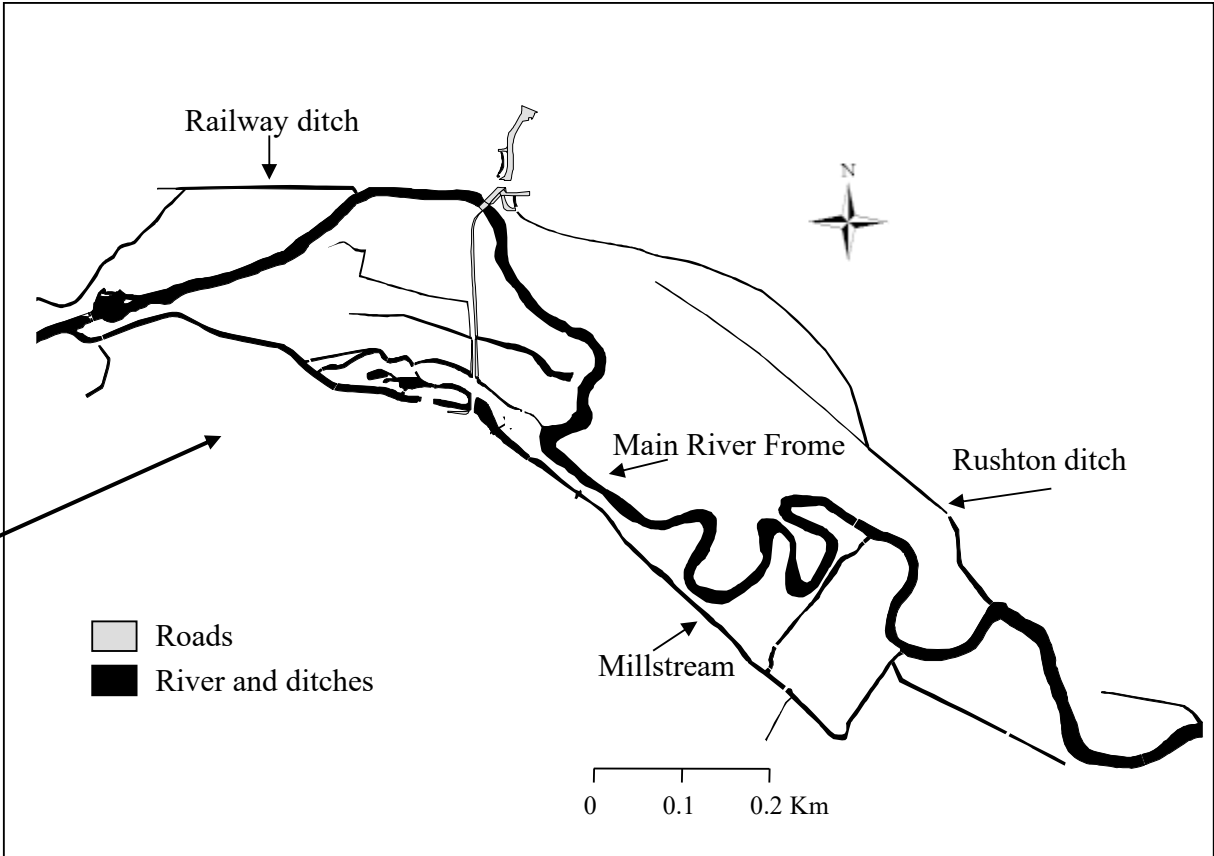 Railway ditch
N
Main River Frome
Rushton ditch
Roads
Millstream
River and ditches
0 0.1 0.2 Km